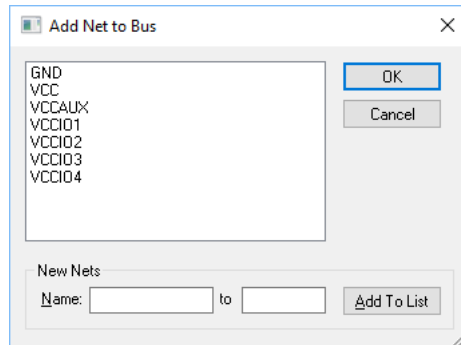 Add Net to Bus
GND
VCC
VCCAUX
VCCIO1
VCCIO2
VCCIO3
VCCIO4
OK
Cancel
New Nets
Name: to Add To List